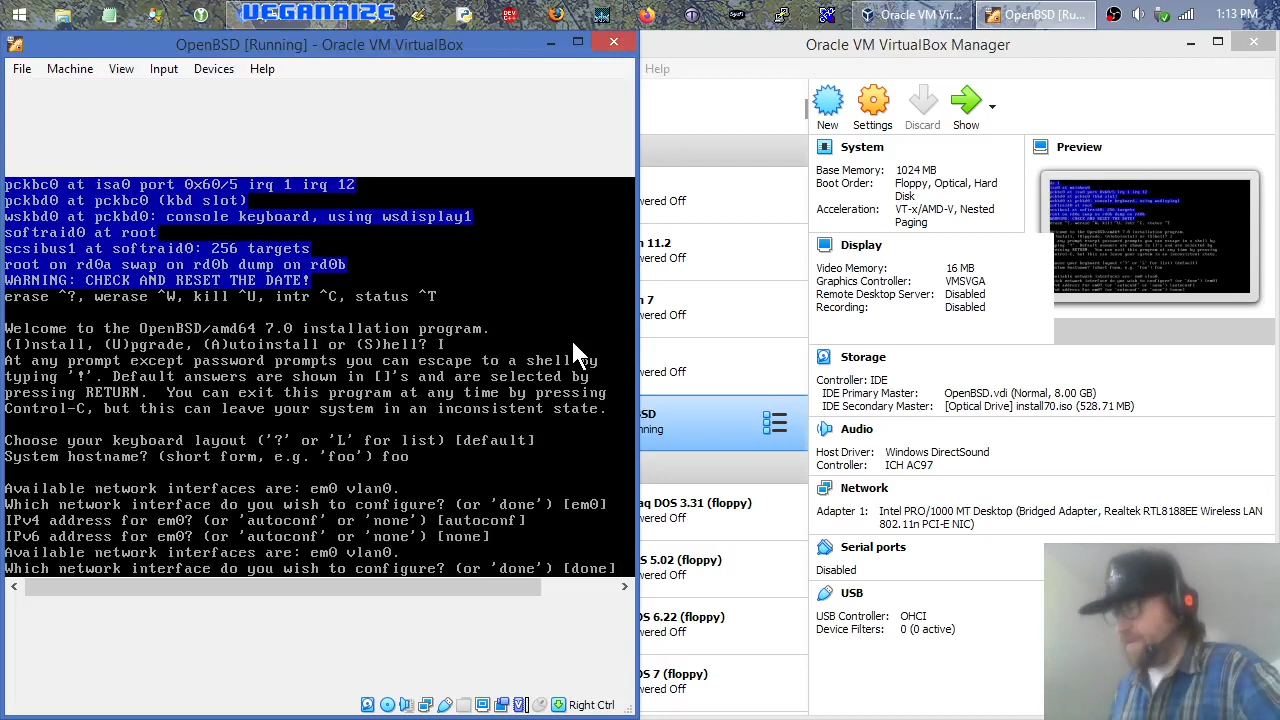 VEGANAIZE
Oracle VM Vi...
OpenBSD [Ru...
1:13 PM
OpenBSD [Running] - Oracle VM VirtualBox
File Machine View Input Devices Help
pckbc0 at isa0 port 0x60/5 irq 1 irq 12
pckbd0 at pckbc0 (kbd slot)
wskbd0 at pckbd0: console keyboard, using wsdisplay1
softraid0 at root
scsibus1 at softraid0: 256 targets
root on rd0a swap on rd0b dump on rd0b
WARNING: CHECK AND RESET THE DATE!
erase ^?, werase ^W, kill ^U, intr ^C, status ^T
Welcome to the OpenBSD/amd64 7.0 installation program.
(I)nstall, (U)pgrade, (A)utoinstall or (S)hell? I
At any prompt except password prompts you can escape to a shell by
typing '!'. Default answers are shown in []'s and are selected by
pressing RETURN. You can exit this program at any time by pressing
Control-C, but this can leave your system in an inconsistent state.
Choose your keyboard layout ('?' or 'L' for list) [default]
System hostname? (short form, e.g. 'foo') foo
Available network interfaces are: em0 vlan0.
Which network interface do you wish to configure? (or 'done') [em0]
IPv4 address for em0? (or 'autoconf' or 'none') [autoconf]
IPv6 address for em0? (or 'autoconf' or 'none') [none]
Available network interfaces are: em0 vlan0.
Which network interface do you wish to configure? (or 'done') [done]
Right Ctrl
Oracle VM VirtualBox Manager
Help
New Settings Discard Show
11.2
7
SD
nning
aq DOS 3.31 (floppy)
wered Off
S 5.02 (floppy)
wered Off
OS 6.22 (floppy)
wered Off
OS 7 (floppy)
wered Off
System
Base Memory: 1024 MB
Boot Order: Floppy, Optical, Hard
Disk
VT-x/AMD-V, Nested
Paging
Display
Video Memory: 16 MB
VMSVGA
Remote Desktop Server: Disabled
Recording: Disabled
Preview
Storage
Controller: IDE
IDE Primary Master: OpenBSD.vdi (Normal, 8.00 GB)
IDE Secondary Master: [Optical Drive] install70.iso (528.71 MB)
Audio
Host Driver: Windows DirectSound
Controller: ICH AC97
Network
Adapter 1: Intel PRO/1000 MT Desktop (Bridged Adapter, Realtek RTL8188EE Wireless LAN
802.11n PCI-E NIC)
Serial ports
Disabled
USB
USB Controller: OHCI
Device Filters: 0 (0 active)